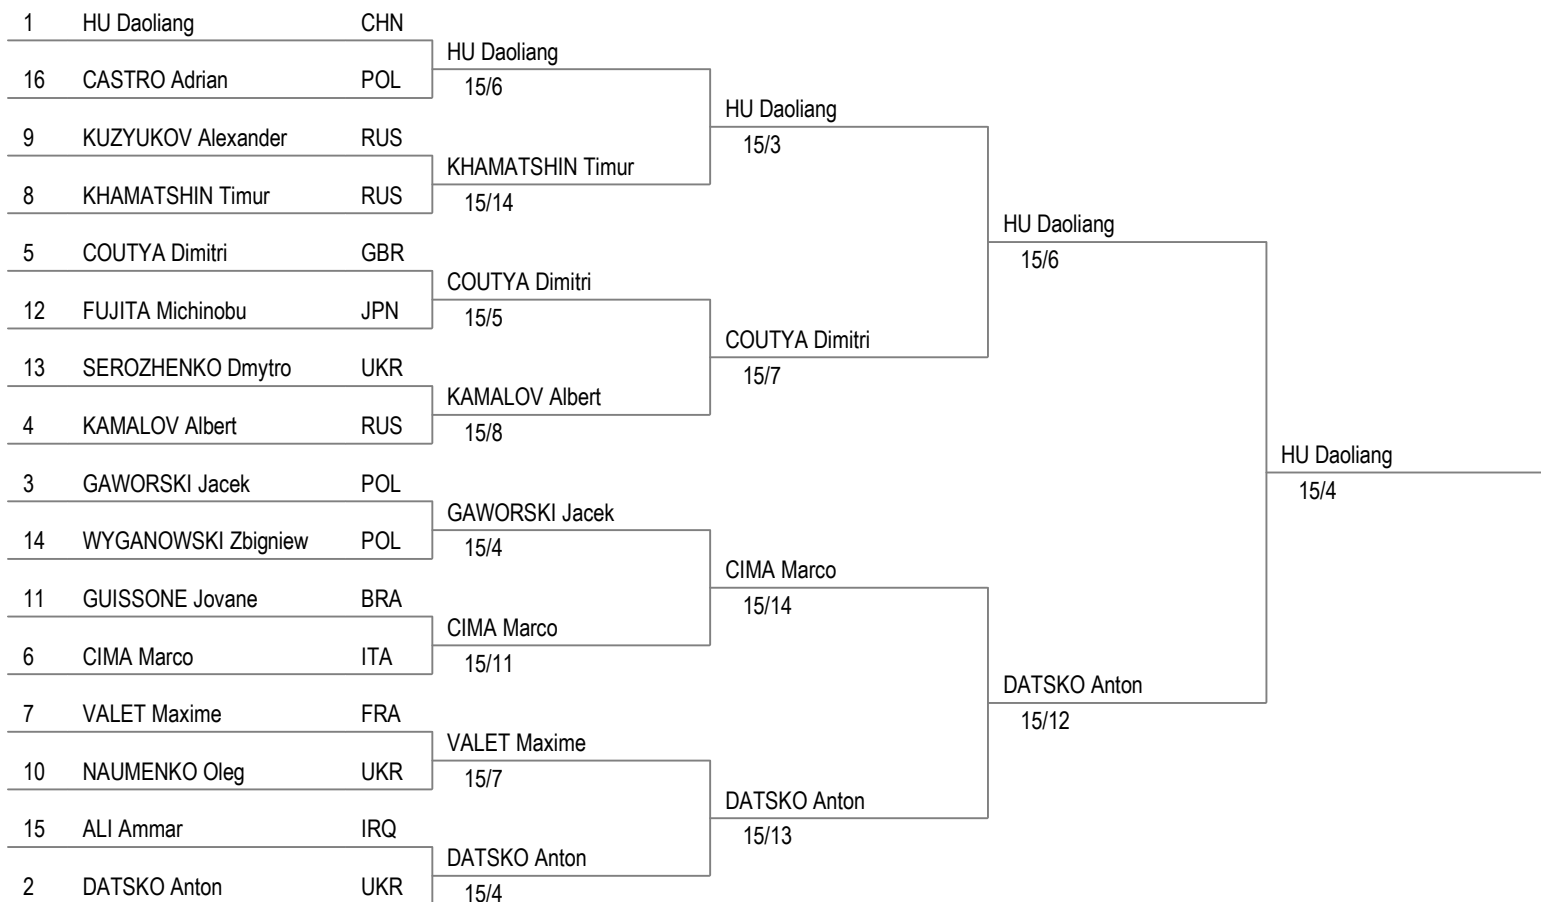 1 HU Daoliang CHN
HU Daoliang
16 CASTRO Adrian POL
15/6
HU Daoliang
9 KUZYUKOV Alexander RUS
15/3
KHAMATSHIN Timur
8 KHAMATSHIN Timur RUS
15/14
HU Daoliang
5 COUTYA Dimitri GBR
15/6
COUTYA Dimitri
12 FUJITA Michinobu JPN
15/5
COUTYA Dimitri
13 SEROZHENKO Dmytro UKR
15/7
KAMALOV Albert
4 KAMALOV Albert RUS
15/8
HU Daoliang
3 GAWORSKI Jacek POL
15/4
GAWORSKI Jacek
14 WYGANOWSKI Zbigniew POL
15/4
CIMA Marco
11 GUISSONE Jovane BRA
15/14
CIMA Marco
6 CIMA Marco ITA
15/11
DATSKO Anton
7 VALET Maxime FRA
15/12
VALET Maxime
10 NAUMENKO Oleg UKR
15/7
DATSKO Anton
15 ALI Ammar IRQ
15/13
DATSKO Anton
2 DATSKO Anton UKR
15/4